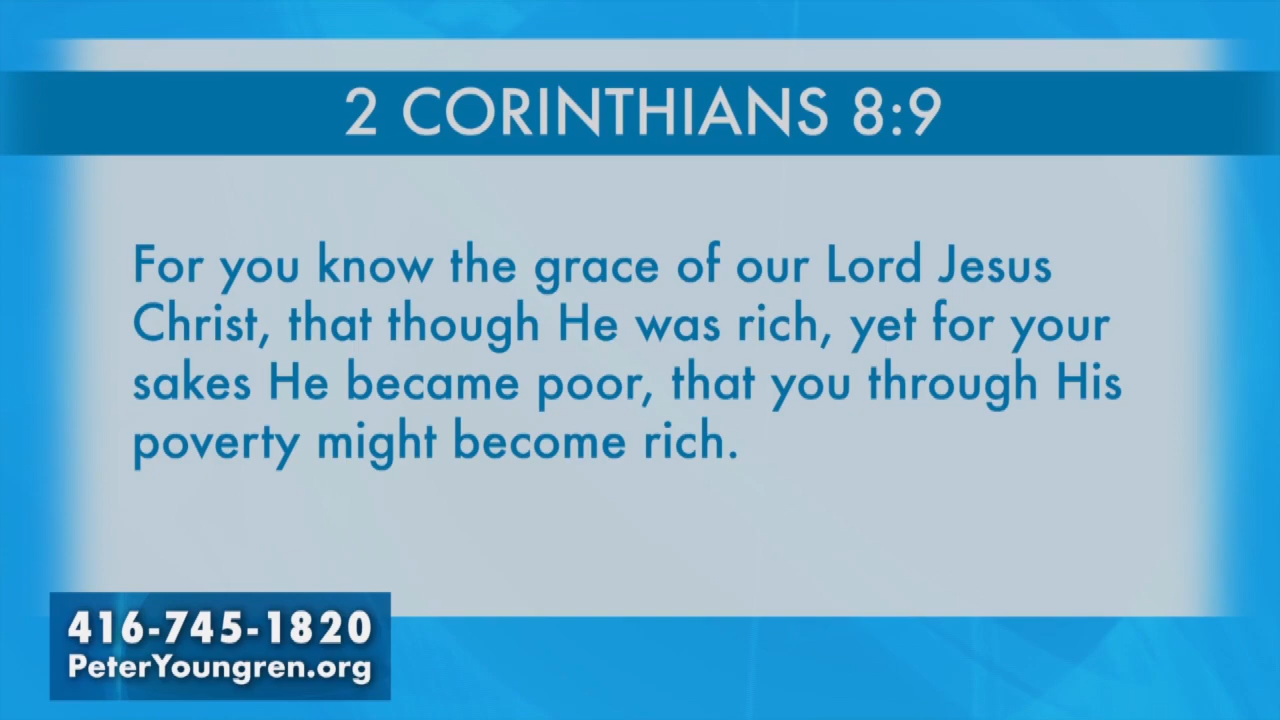 2 CORINTHIANS 8:9
For you know the grace of our Lord Jesus
Christ, that though He was rich, yet for your
sakes He became poor, that you through His
poverty might become rich.
416-745-1820
PeterYoungren.org